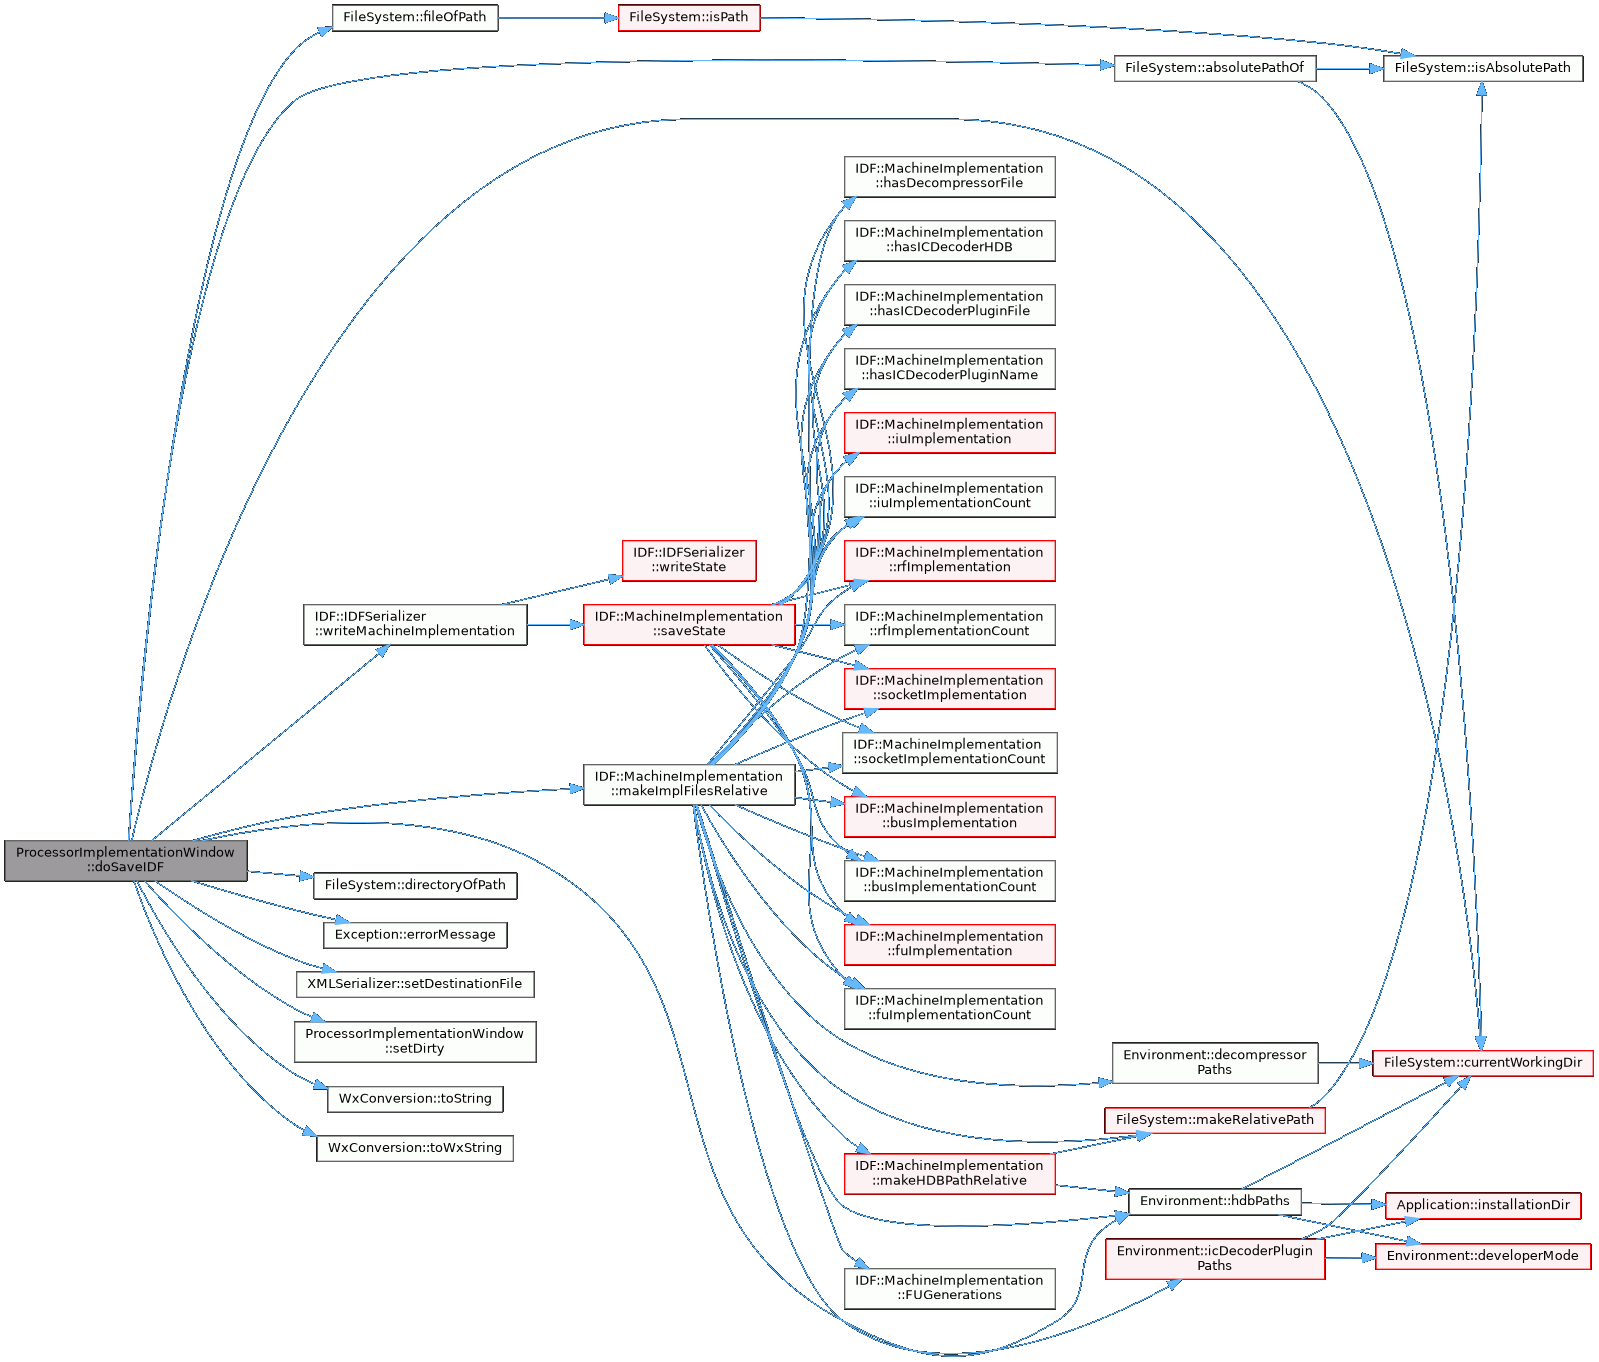 FileSystem::fileOfPath
FileSystem::isPath
FileSystem::absolutePathOf
FileSystem::isAbsolutePath
IDF::MachineImplementation
::hasDecompressorFile
IDF::MachineImplementation
::hasICDecoderHDB
IDF::MachineImplementation
::hasICDecoderPluginFile
IDF::MachineImplementation
::hasICDecoderPluginName
IDF::MachineImplementation
::iuImplementation
IDF::MachineImplementation
::iuImplementationCount
IDF::IDFSerializer
::writeState
IDF::MachineImplementation
::rfImplementation
IDF::IDFSerializer
::writeMachineImplementation
IDF::MachineImplementation
::saveState
IDF::MachineImplementation
::rfImplementationCount
IDF::MachineImplementation
::socketImplementation
IDF::MachineImplementation
::socketImplementationCount
IDF::MachineImplementation
::makeImplFilesRelative
IDF::MachineImplementation
::busImplementation
ProcessorImplementationWindow
::doSaveIDF
FileSystem::directoryOfPath
IDF::MachineImplementation
::busImplementationCount
Exception::errorMessage
IDF::MachineImplementation
::fuImplementation
XMLSerializer::setDestinationFile
IDF::MachineImplementation
::fuImplementationCount
ProcessorImplementationWindow
::setDirty
Environment::decompressor
Paths
FileSystem::currentWorkingDir
WxConversion::toString
FileSystem::makeRelativePath
WxConversion::toWxString
IDF::MachineImplementation
::makeHDBPathRelative
Environment::hdbPaths
Application::installationDir
Environment::icDecoderPlugin
Paths
Environment::developerMode
IDF::MachineImplementation
::FUGenerations